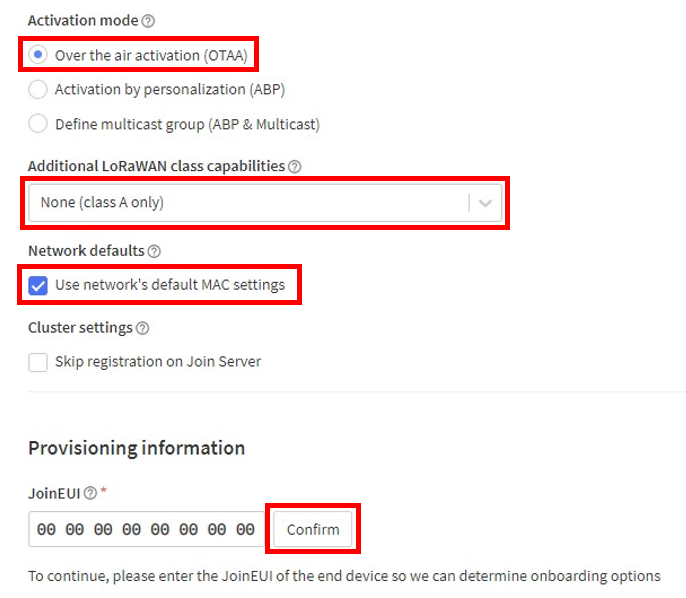 Activation mode
Over the air activation (OTAA)
Activation by personalization (ABP)
Define multicast group (ABP & Multicast)
Additional LoRaWAN class capabilities
None (class A only)
Network defaults
Use network's default MAC settings
Cluster settings
Skip registration on Join Server
Provisioning information
JoinEUI *
00 00 00 00 00 00 00 00 Confirm
To continue, please enter the JoinEUI of the end device so we can determine onboarding options